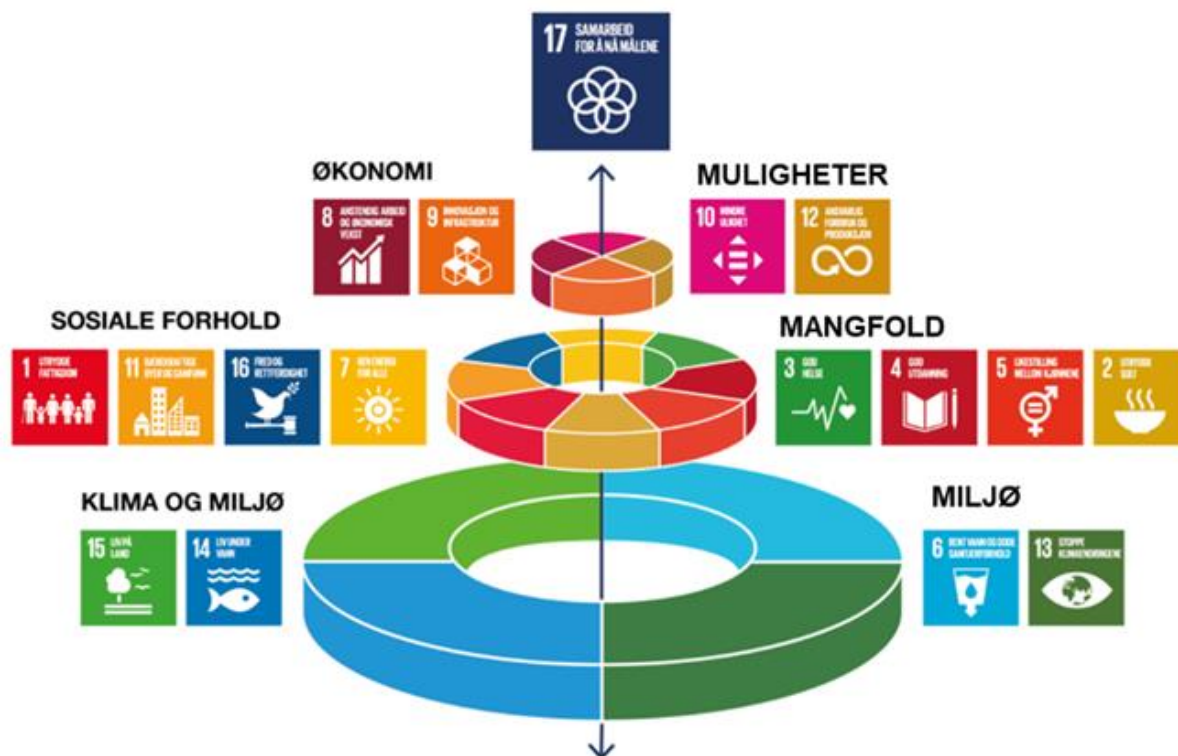 17 SAMARBEID
FOR Å NÅ MÅLENE
ØKONOMI
8 ANSTENDIG ARBEID
OG ØKONOMISK
VEKST
9 INNOVASJON OG
INFRASTRUKTUR
MULIGHETER
10 MINDRE
ULIKHET
12 ANSVARLIG
FORBRUK OG
PRODUKSJON
SOSIALE FORHOLD
1 UTRYDDE
FATTIGDOM
11 BÆREKRAFTIGE
BYER OG SAMFUNN
16 FRED OG
RETTFERDIGHET
7 REN ENERGI
FOR ALLE
MANGFOLD
3 GOD
HELSE
4 GOD
UTDANNING
5 LIKESTILLING
MELLOM KJØNNENE
2 UTRYDDE
SULT
KLIMA OG MILJØ
15 LIV PÅ
LAND
14 LIV UNDER
VANN
MILJØ
6 RENT VANN OG GODE
SANITÆRFORHOLD
13 STOPPE
KLIMAENDRINGENE